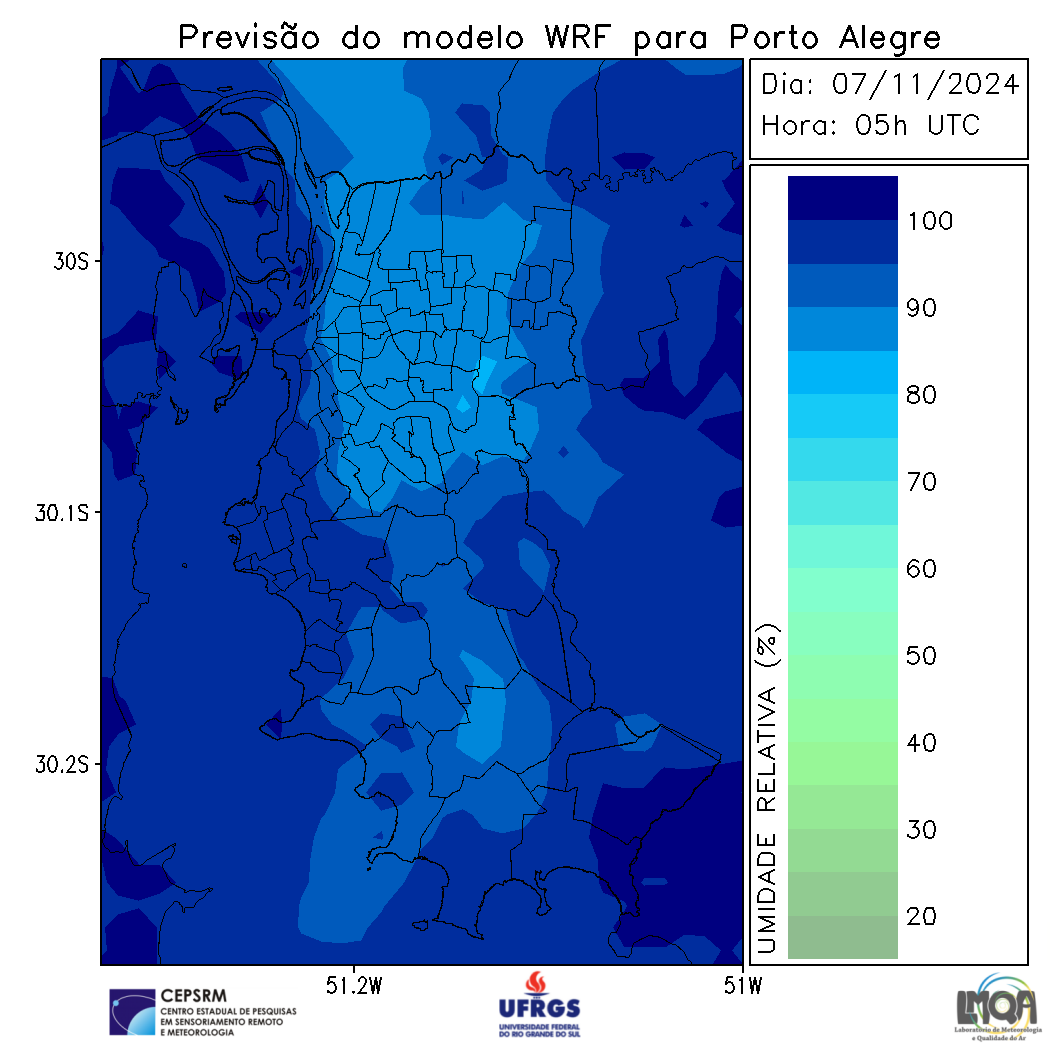 Previsão do modelo WRF para Porto Alegre
Dia: 07/11/2024
Hora: 05h UTC
30S
30.1S
30.2S
51.2W
51W
UMIDADE RELATIVA (%)
100
90
80
70
60
50
40
30
20
CEPSRM
CENTRO ESTADUAL DE PESQUISAS
EM SENSORIAMENTO REMOTO
E METEOROLOGIA
UFRGS
UNIVERSIDADE FEDERAL
DO RIO GRANDE DO SUL
LMQA
Laboratório de Meteorologia
e Qualidade do Ar